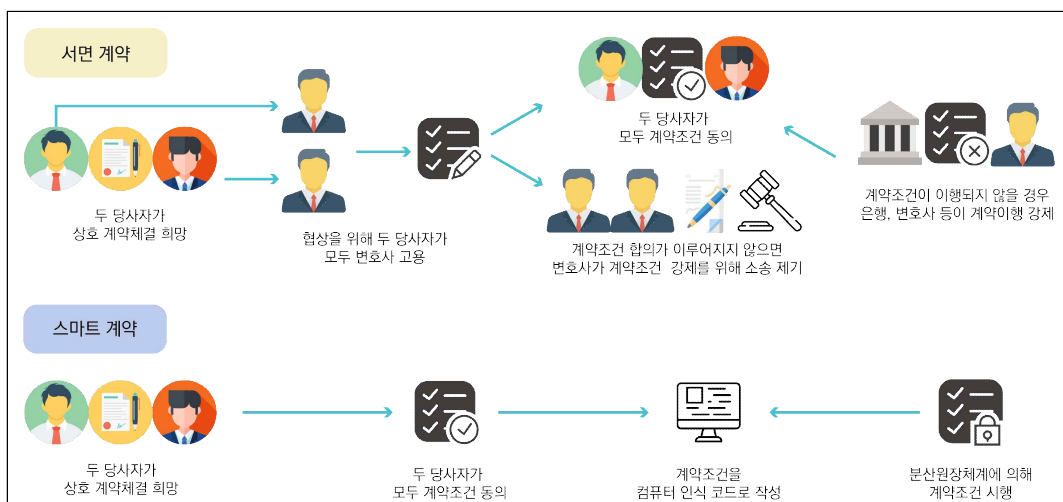 서면 계약
두 당사자가
상호 계약체결 희망
협상을 위해 두 당사자가
모두 변호사 고용
두 당사자가
모두 계약조건 동의
계약조건 합의가 이루어지지 않으면
변호사가 계약조건 강제를 위해 소송 제기
계약조건이 이행되지 않을 경우
은행, 변호사 등이 계약이행 강제
스마트 계약
두 당사자가
상호 계약체결 희망
두 당사자가
모두 계약조건 동의
계약조건을
컴퓨터 인식 코드로 작성
분산원장체계에 의해
계약조건 시행